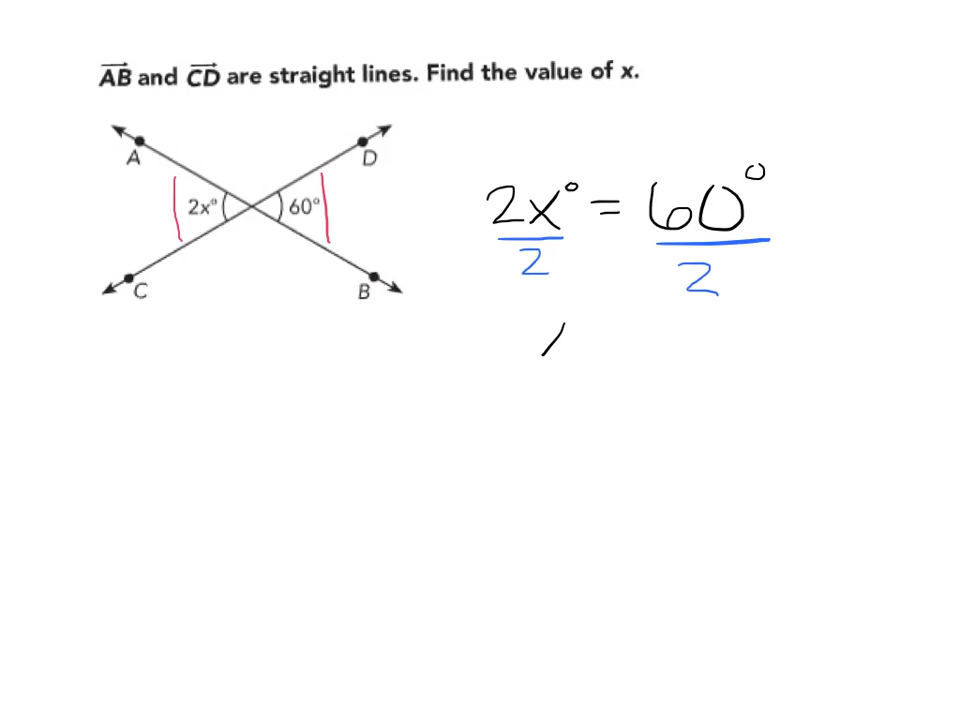 AB and CD are straight lines. Find the value of x.
A
D
2x°
60°
C
B
2x° = 60°
2 2